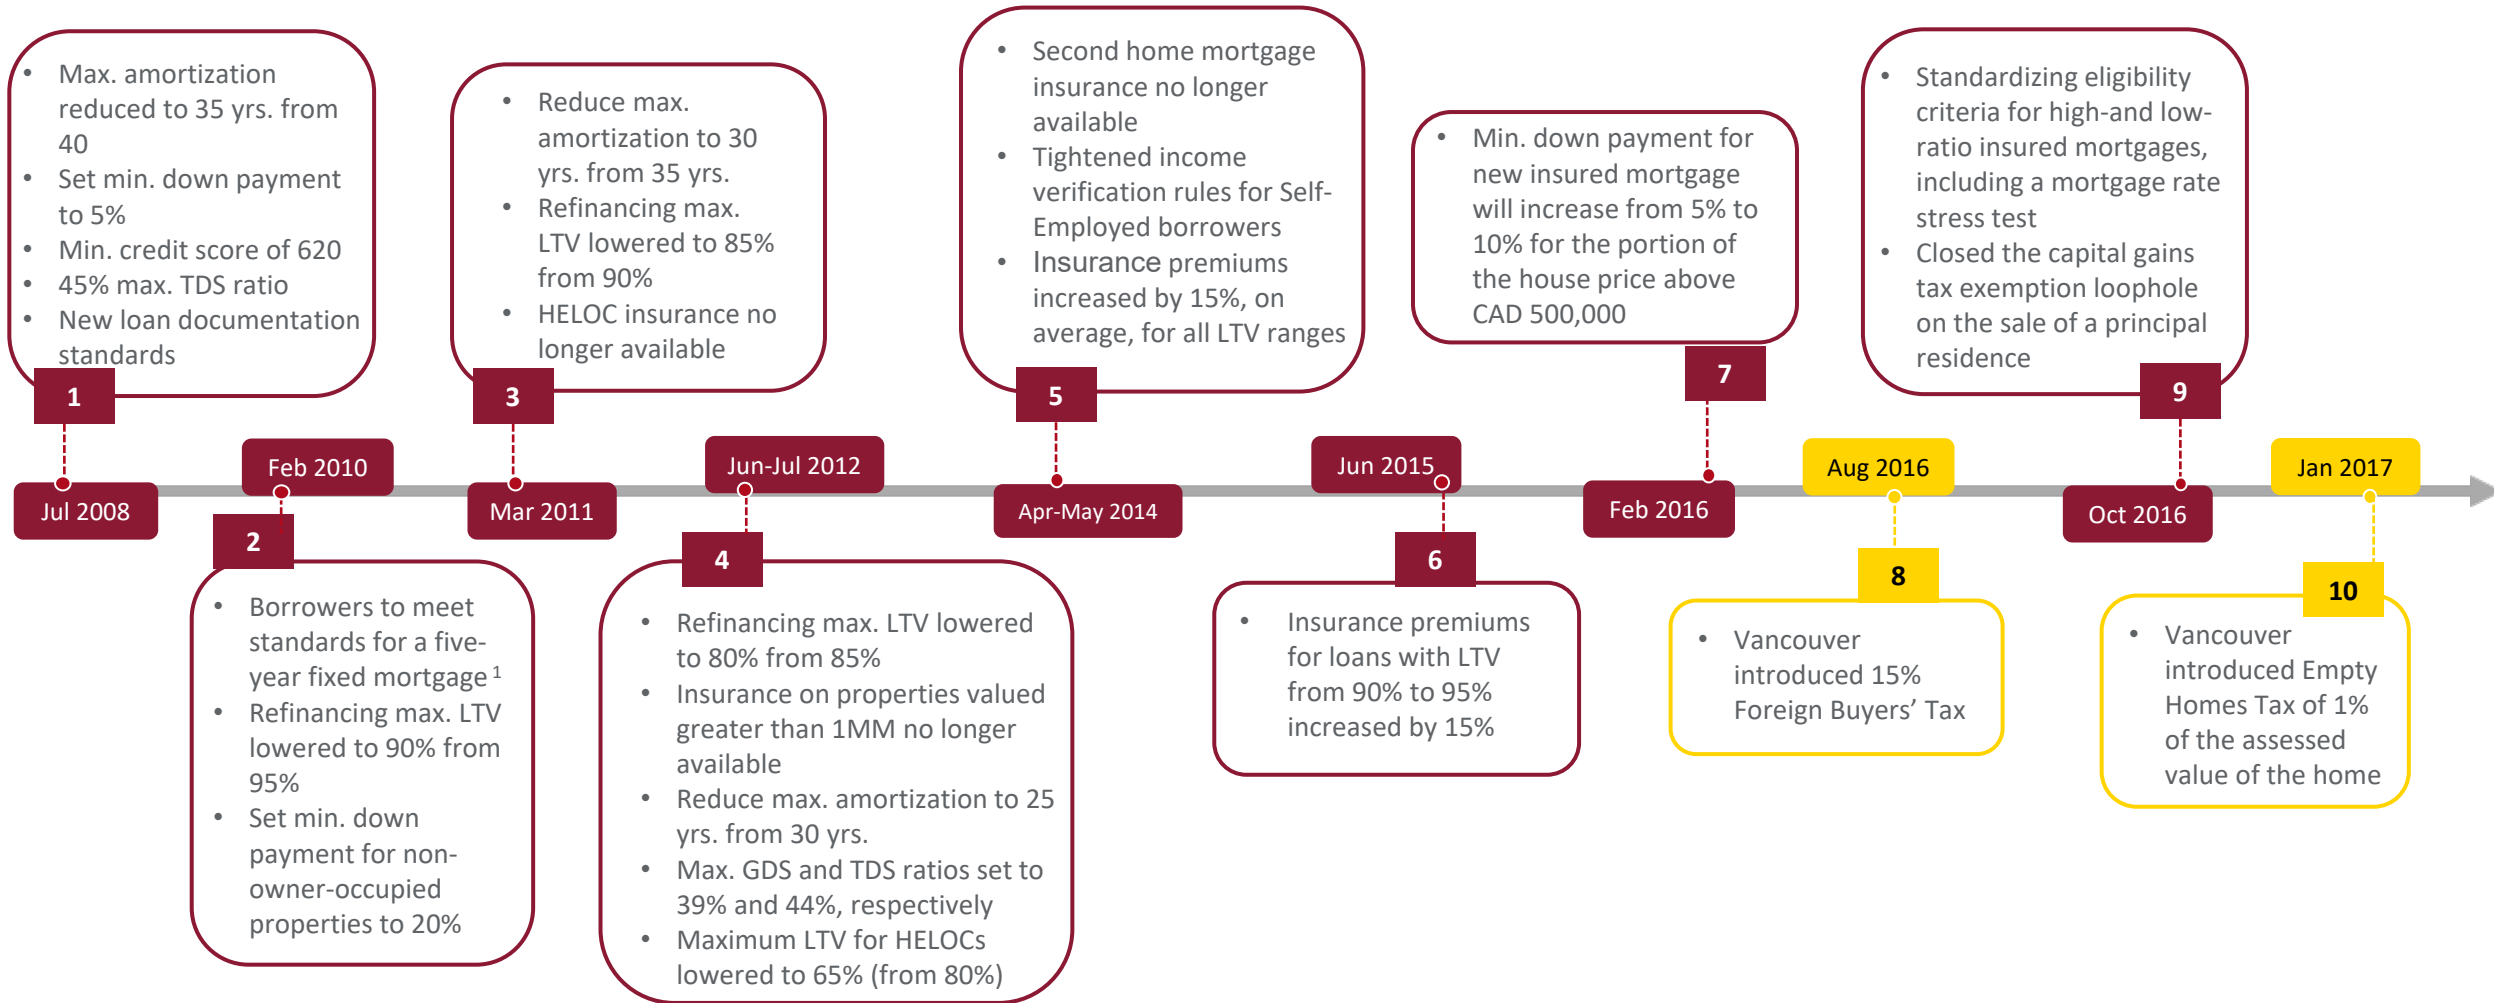 • Max. amortization
reduced to 35 yrs. from
40
• Set min. down payment
to 5%
• Min. credit score of 620
• 45% max. TDS ratio
• New loan documentation
standards
1
Jul 2008
Feb 2010
2
• Borrowers to meet
standards for a five-
year fixed mortgage 1
• Refinancing max. LTV
lowered to 90% from
95%
• Set min. down
payment for non-
owner-occupied
properties to 20%
• Reduce max.
amortization to 30
yrs. from 35 yrs.
• Refinancing max.
LTV lowered to 85%
from 90%
• HELOC insurance no
longer available
3
Mar 2011
Jun-Jul 2012
4
• Refinancing max. LTV lowered
to 80% from 85%
• Insurance on properties valued
greater than 1MM no longer
available
• Reduce max. amortization to 25
yrs. from 30 yrs.
• Max. GDS and TDS ratios set to
39% and 44%, respectively
• Maximum LTV for HELOCs
lowered to 65% (from 80%)
• Second home mortgage
insurance no longer
available
• Tightened income
verification rules for Self-
Employed borrowers
• Insurance premiums
increased by 15%, on
average, for all LTV ranges
5
Apr-May 2014
Jun 2015
6
• Insurance premiums
for loans with LTV
from 90% to 95%
increased by 15%
• Min. down payment for
new insured mortgage
will increase from 5% to
10% for the portion of
the house price above
CAD 500,000
7
Feb 2016
Aug 2016
8
• Vancouver
introduced 15%
Foreign Buyers’ Tax
• Standardizing eligibility
criteria for high-and low-
ratio insured mortgages,
including a mortgage rate
stress test
• Closed the capital gains
tax exemption loophole
on the sale of a principal
residence
9
Oct 2016
Jan 2017
10
• Vancouver
introduced Empty
Homes Tax of 1%
of the assessed
value of the home